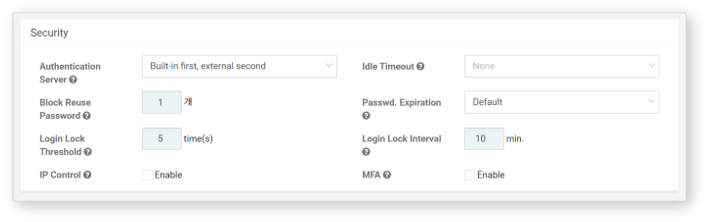 Security
Authentication Server
Built-in first, external second
Idle Timeout
None
Block Reuse Password
1 개
Passwd. Expiration
Default
Login Lock Threshold
5 time(s)
Login Lock Interval
10 min.
IP Control
Enable
MFA
Enable